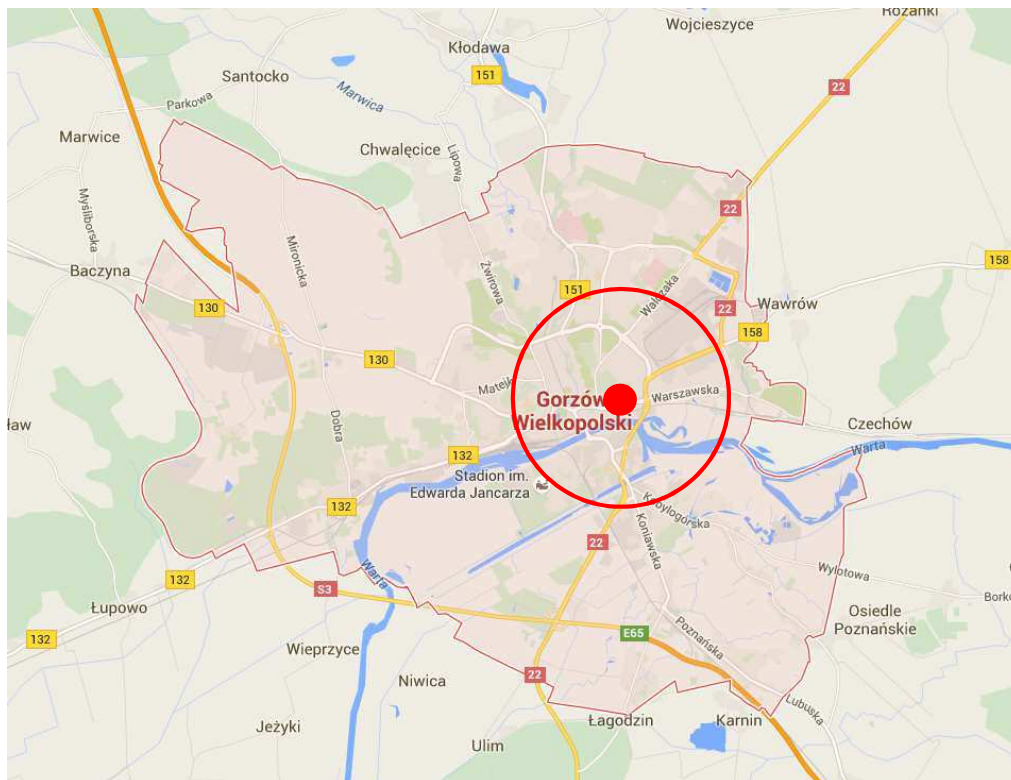 Różanki
Wojcieszyce
Kłodawa
151
Santocko
22
Marwica
Parkowa
Marwice
Chwalęcice
Lipowa
Myśliborska
22
Mironicka
Baczyna
158
Żwirowa
151
Walczaka
Wawrów
130
22
158
130
Matejk
Gorzów
Wielkopolski
Warszawska
Dobra
ław
Czechów
Warta
132
Stadion im.
Edwarda Jancarza
132
Kobylogórska
Koniawska
22
Warta
Wylotowa
132
S3
Borko
Łupowo
Osiedle
Poznańskie
E65
132
Wieprzyce
Poznańska
22
Niwica
Lubuska
Jeżyki
Łagodzin
Karnin
Ulim